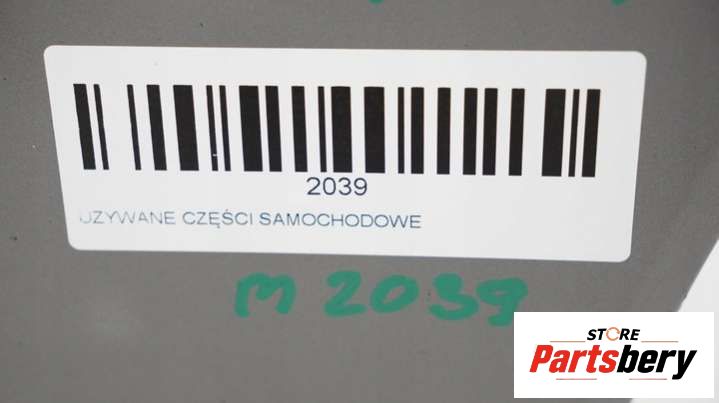 2039
UZYWANE CZĘŚCI SAMOCHODOWE
M 2039
STORE
Partsbery